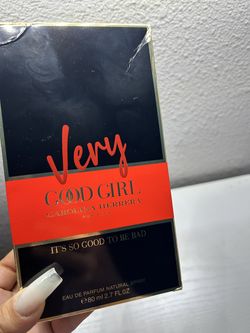 Very
GOOD GIRL
CAROLINA HERRERA
IT'S SO GOOD TO BE BAD
EAU DE PARFUM NATURAL SPRAY
℮80 ml 2.7 FL.OZ